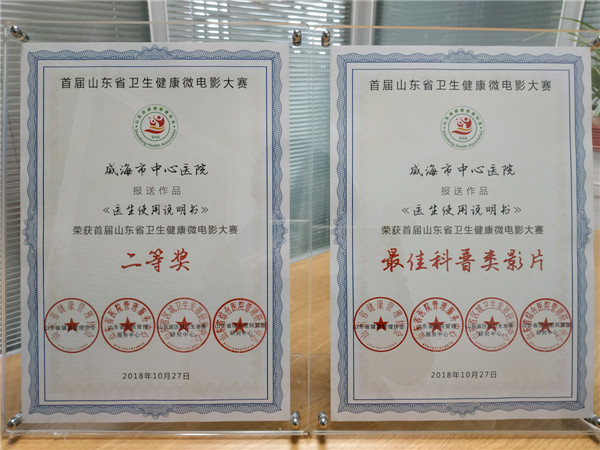 首届山东省卫生健康微电影大赛
威海市中心医院
报送作品
《医生使用说明书》
荣获首届山东省卫生健康微电影大赛
二等奖
2018年10月27日
首届山东省卫生健康微电影大赛
威海市中心医院
报送作品
《医生使用说明书》
荣获首届山东省卫生健康微电影大赛
最佳科普类影片
2018年10月27日